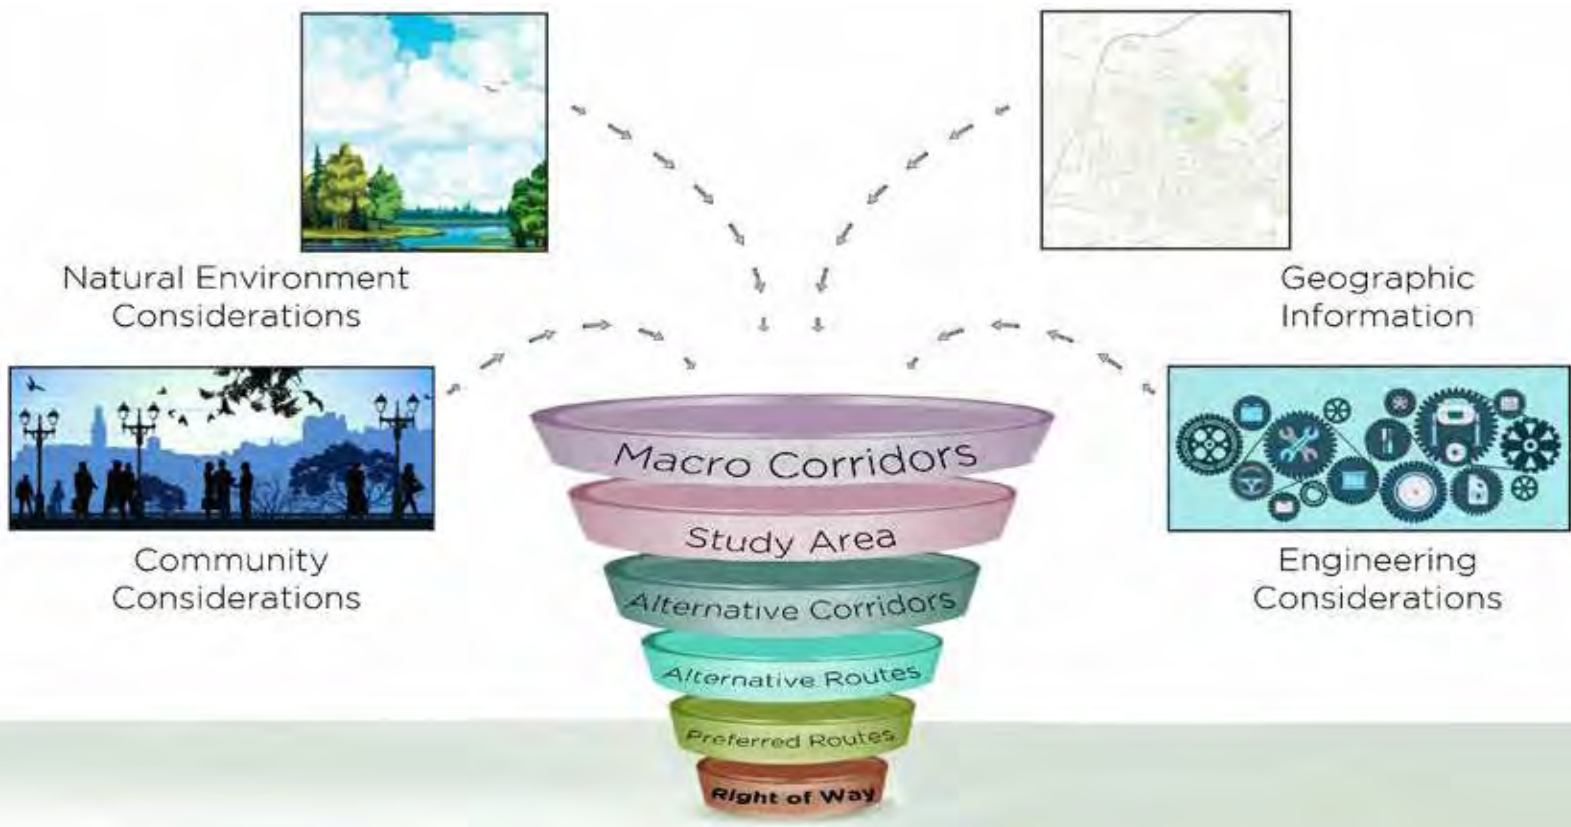 Natural Environment
Considerations
Geographic
Information
Community
Considerations
Engineering
Considerations
Macro Corridors
Study Area
Alternative Corridors
Alternative Routes
Preferred Routes
Right of Way